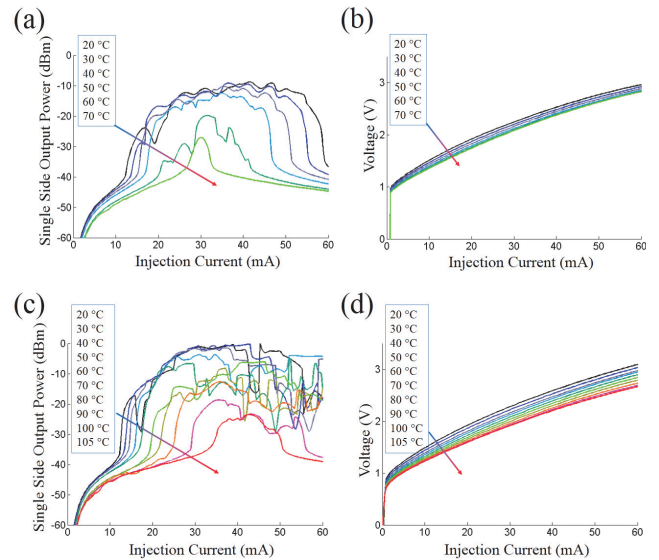 (a)
20 °C
30 °C
40 °C
50 °C
60 °C
70 °C
Single Side Output Power (dBm)
0
-10
-20
-30
-40
-50
-60
0
10
20
30
40
50
60
Injection Current (mA)
(b)
20 °C
30 °C
40 °C
50 °C
60 °C
70 °C
Voltage (V)
3
2
1
0
0
10
20
30
40
50
60
Injection Current (mA)
(c)
20 °C
30 °C
40 °C
50 °C
60 °C
70 °C
80 °C
90 °C
100 °C
105 °C
Single Side Output Power (dBm)
0
-10
-20
-30
-40
-50
-60
0
10
20
30
40
50
60
Injection Current (mA)
(d)
20 °C
30 °C
40 °C
50 °C
60 °C
70 °C
80 °C
90 °C
100 °C
105 °C
Voltage (V)
3
2
1
0
0
10
20
30
40
50
60
Injection Current (mA)